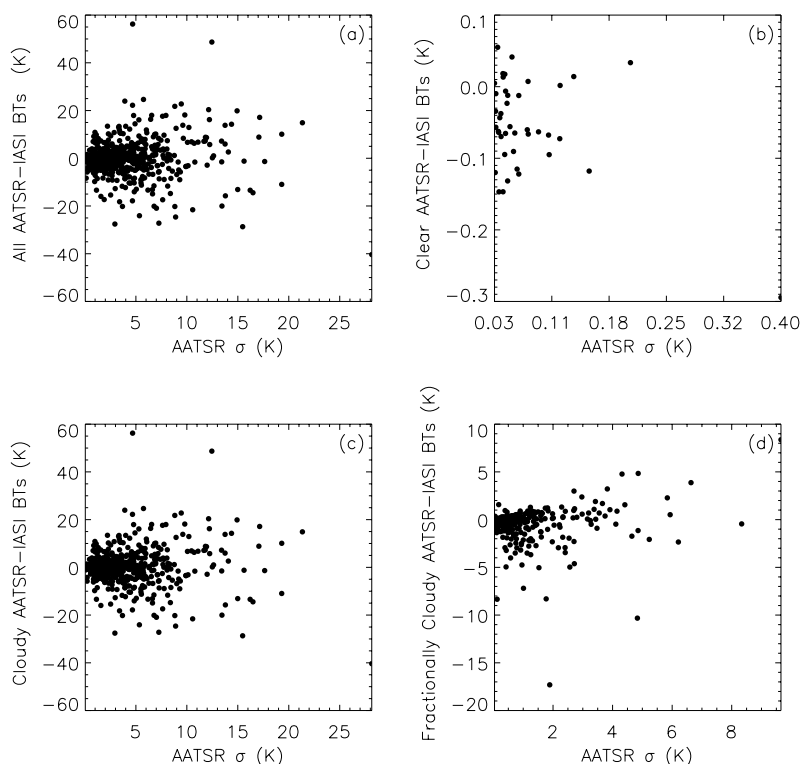 (a)
All AATSR−IASI BTs (K)
60
40
20
0
−20
−40
−60
5 10 15 20 25
AATSR σ (K)
(b)
Clear AATSR−IASI BTs (K)
0.1
0.0
−0.1
−0.2
−0.3
0.03 0.11 0.18 0.25 0.32 0.40
AATSR σ (K)
(c)
Cloudy AATSR−IASI BTs (K)
60
40
20
0
−20
−40
−60
5 10 15 20 25
AATSR σ (K)
(d)
Fractionally Cloudy AATSR−IASI BTs (K)
10
5
0
−5
−10
−15
−20
2 4 6 8
AATSR σ (K)